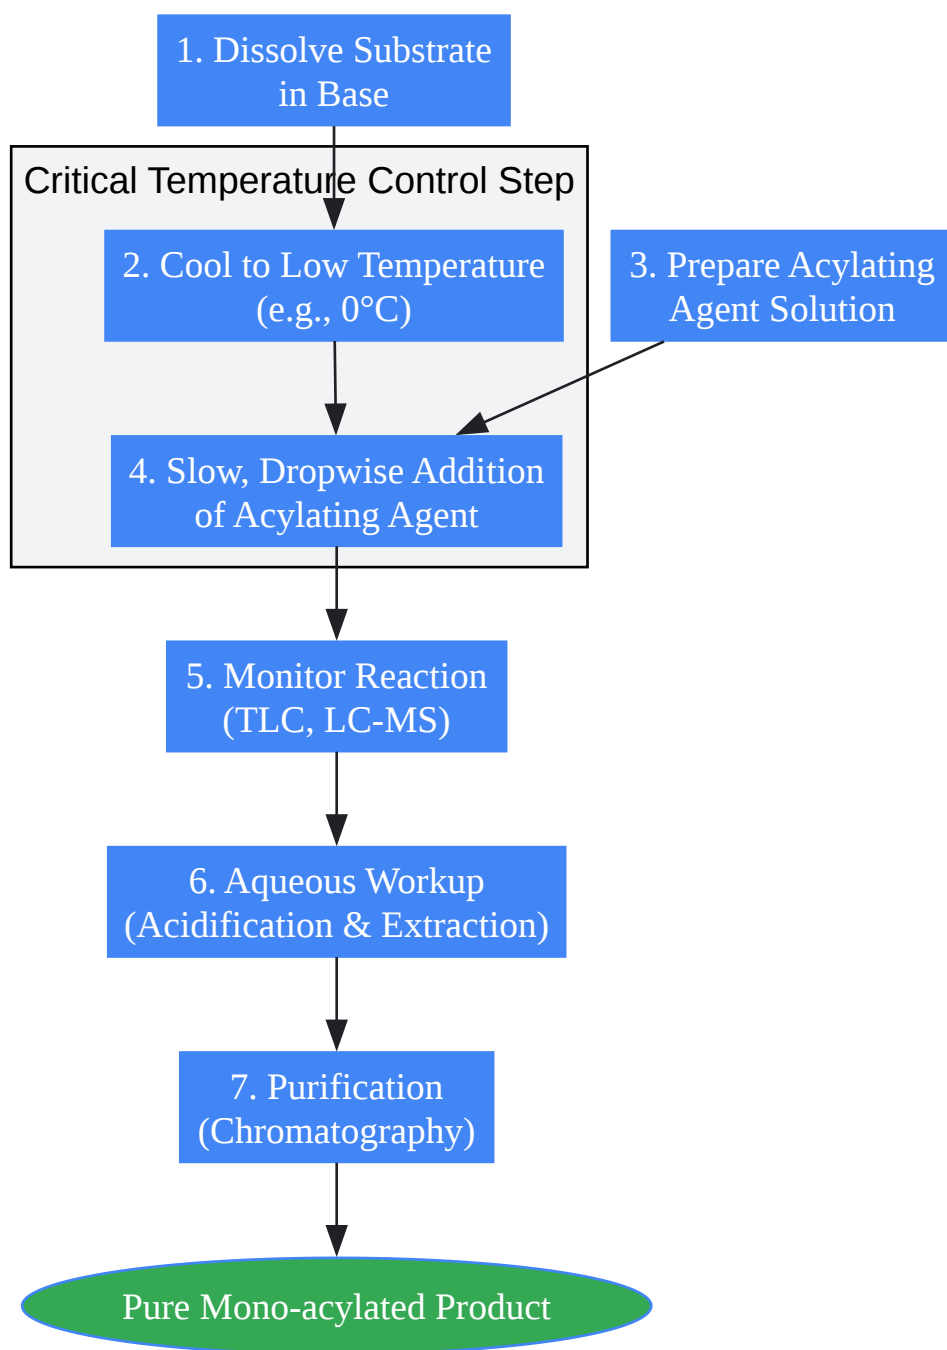 1. Dissolve Substrate
in Base
Critical Temperature Control Step
2. Cool to Low Temperature
(e.g., 0°C)
3. Prepare Acylating
Agent Solution
4. Slow, Dropwise Addition
of Acylating Agent
5. Monitor Reaction
(TLC, LC-MS)
6. Aqueous Workup
(Acidification & Extraction)
7. Purification
(Chromatography)
Pure Mono-acylated Product